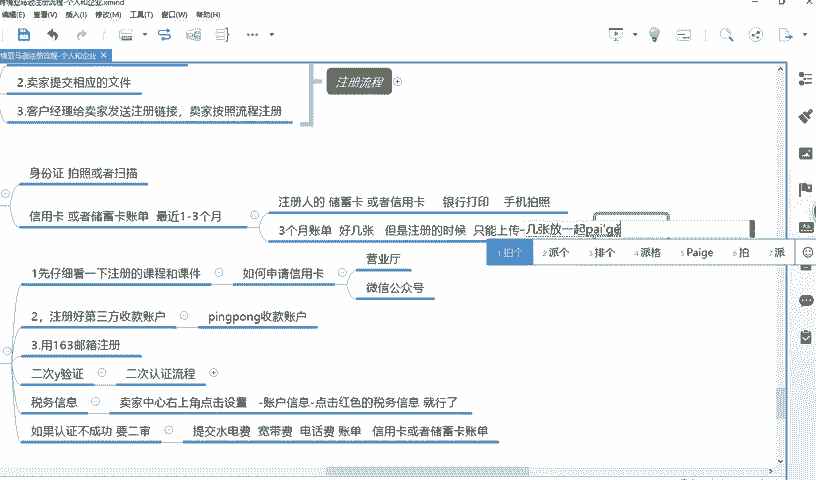 境亚马逊注册流程-个人和企业.xmind
编辑(E) 查看(V) 插入(I) 修改(M) 工具(T) 窗口(W) 帮助(H)
境亚马逊注册流程-个人和企业
2.卖家提交相应的文件
注册流程
3.客户经理给卖家发送注册链接，卖家按照流程注册
身份证 拍照或者扫描
注册人的 储蓄卡 或者信用卡 银行打印 手机拍照
信用卡 或者储蓄卡账单 最近1-3个月
3个月账单 好几张 但是注册的时候 只能上传 几张放一起pai'ge
1 拍个 2 派个 3 排个 4 派格 5 Paige 6 拍 7 派
营业厅
1先仔细看一下注册的课程和课件 如何申请信用卡
微信公众号
2，注册好第三方收款账户 pingpong收款账户
3.用163邮箱注册
二次y验证 二次认证流程
税务信息 卖家中心右上角点击设置 -账户信息-点击红色的税务信息 就行了
如果认证不成功 要二审 提交水电费 宽带费 电话费 账单 信用卡或者储蓄卡账单